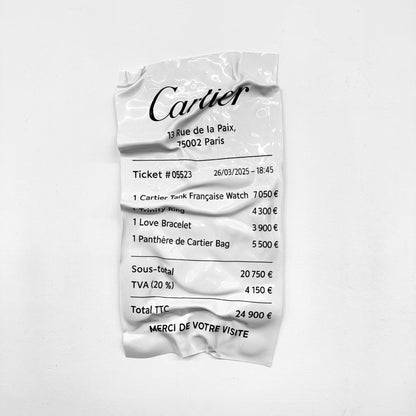 Cartier
13 Rue de la Paix,
75002 Paris
Ticket # 05523 26/03/2025 – 18:45
1 Cartier Tank Française Watch 7 050 €
1 Trinity Ring 4 300 €
1 Love Bracelet 3 900 €
1 Panthère de Cartier Bag 5 500 €
Sous-total 20 750 €
TVA (20 %) 4 150 €
Total TTC 24 900 €
MERCI DE VOTRE VISITE